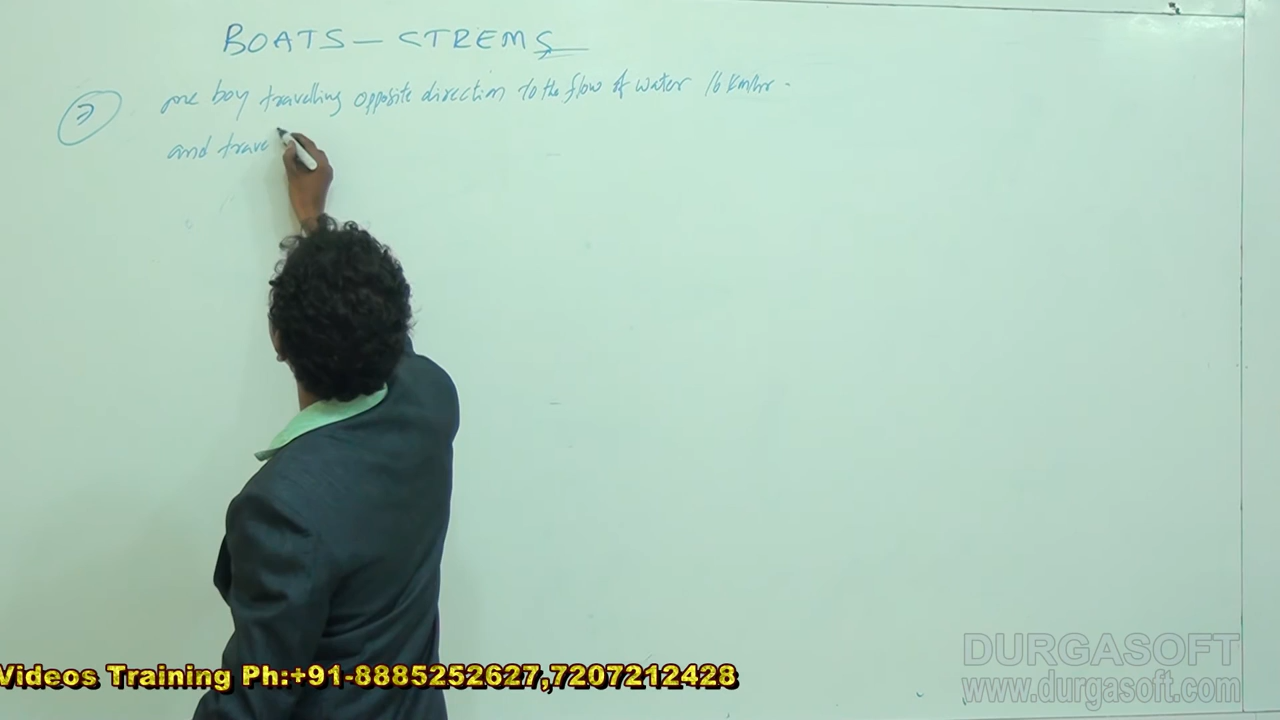 BOATS - STREMS
? one boy travelling opposite direction to the flow of water 16 km/hr.
and trave
DURGASOFT
www.durgasoft.com
Videos Training Ph:+91-8885252627,7207212428